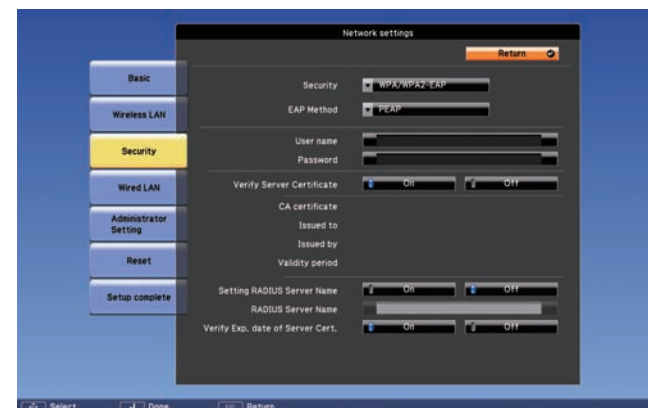 Network settings
Return
Basic
Wireless LAN
Security
Wired LAN
Administrator
Setting
Reset
Setup complete
Security WPA/WPA2-EAP
EAP Method PEAP
User name
Password
Verify Server Certificate On Off
CA certificate
Issued to
Issued by
Validity period
Setting RADIUS Server Name On Off
RADIUS Server Name
Verify Exp. date of Server Cert. On Off
Select Done Return